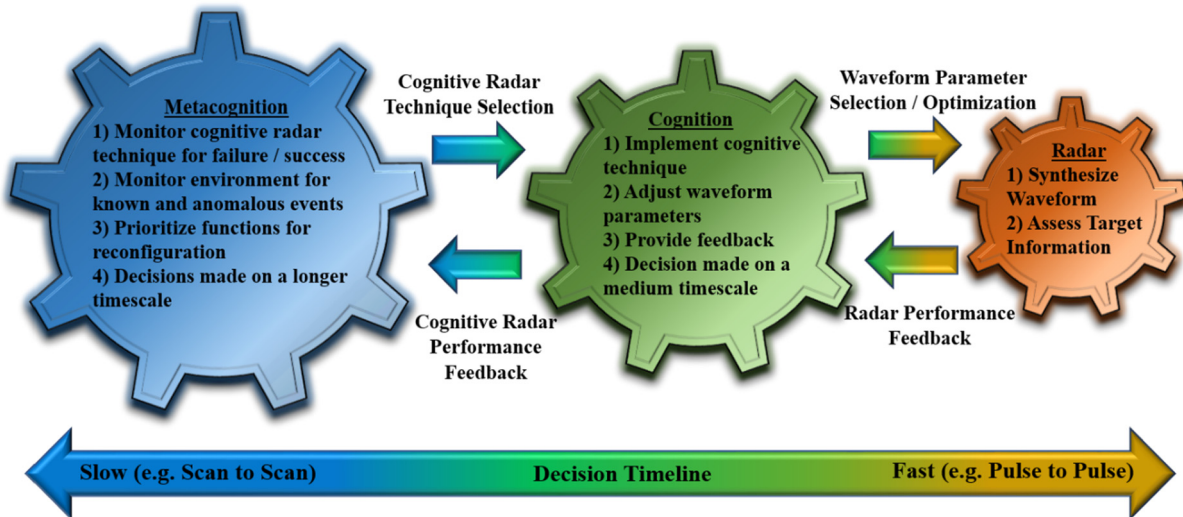 Metacognition
1) Monitor cognitive radar
technique for failure / success
2) Monitor environment for
known and anomalous events
3) Prioritize functions for
reconfiguration
4) Decisions made on a longer
timescale
Cognitive Radar
Technique Selection
Cognitive Radar
Performance
Feedback
Cognition
1) Implement cognitive
technique
2) Adjust waveform
parameters
3) Provide feedback
4) Decision made on a
medium timescale
Waveform Parameter
Selection / Optimization
Radar Performance
Feedback
Radar
1) Synthesize
Waveform
2) Assess Target
Information
Slow (e.g. Scan to Scan)
Decision Timeline
Fast (e.g. Pulse to Pulse)